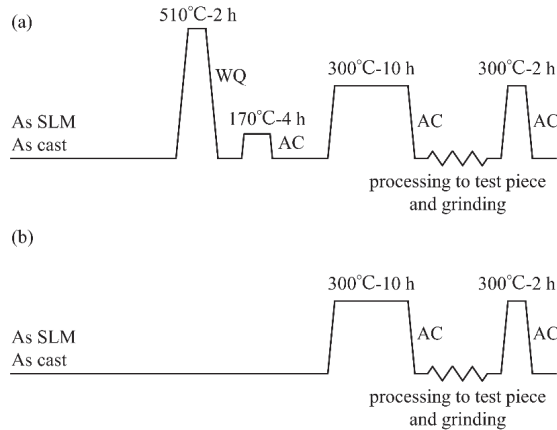 (a)
510°C-2 h
WQ
170°C-4 h
AC
300°C-10 h
AC
300°C-2 h
AC
As SLM
As cast
processing to test piece
and grinding
(b)
300°C-10 h
AC
300°C-2 h
AC
As SLM
As cast
processing to test piece
and grinding